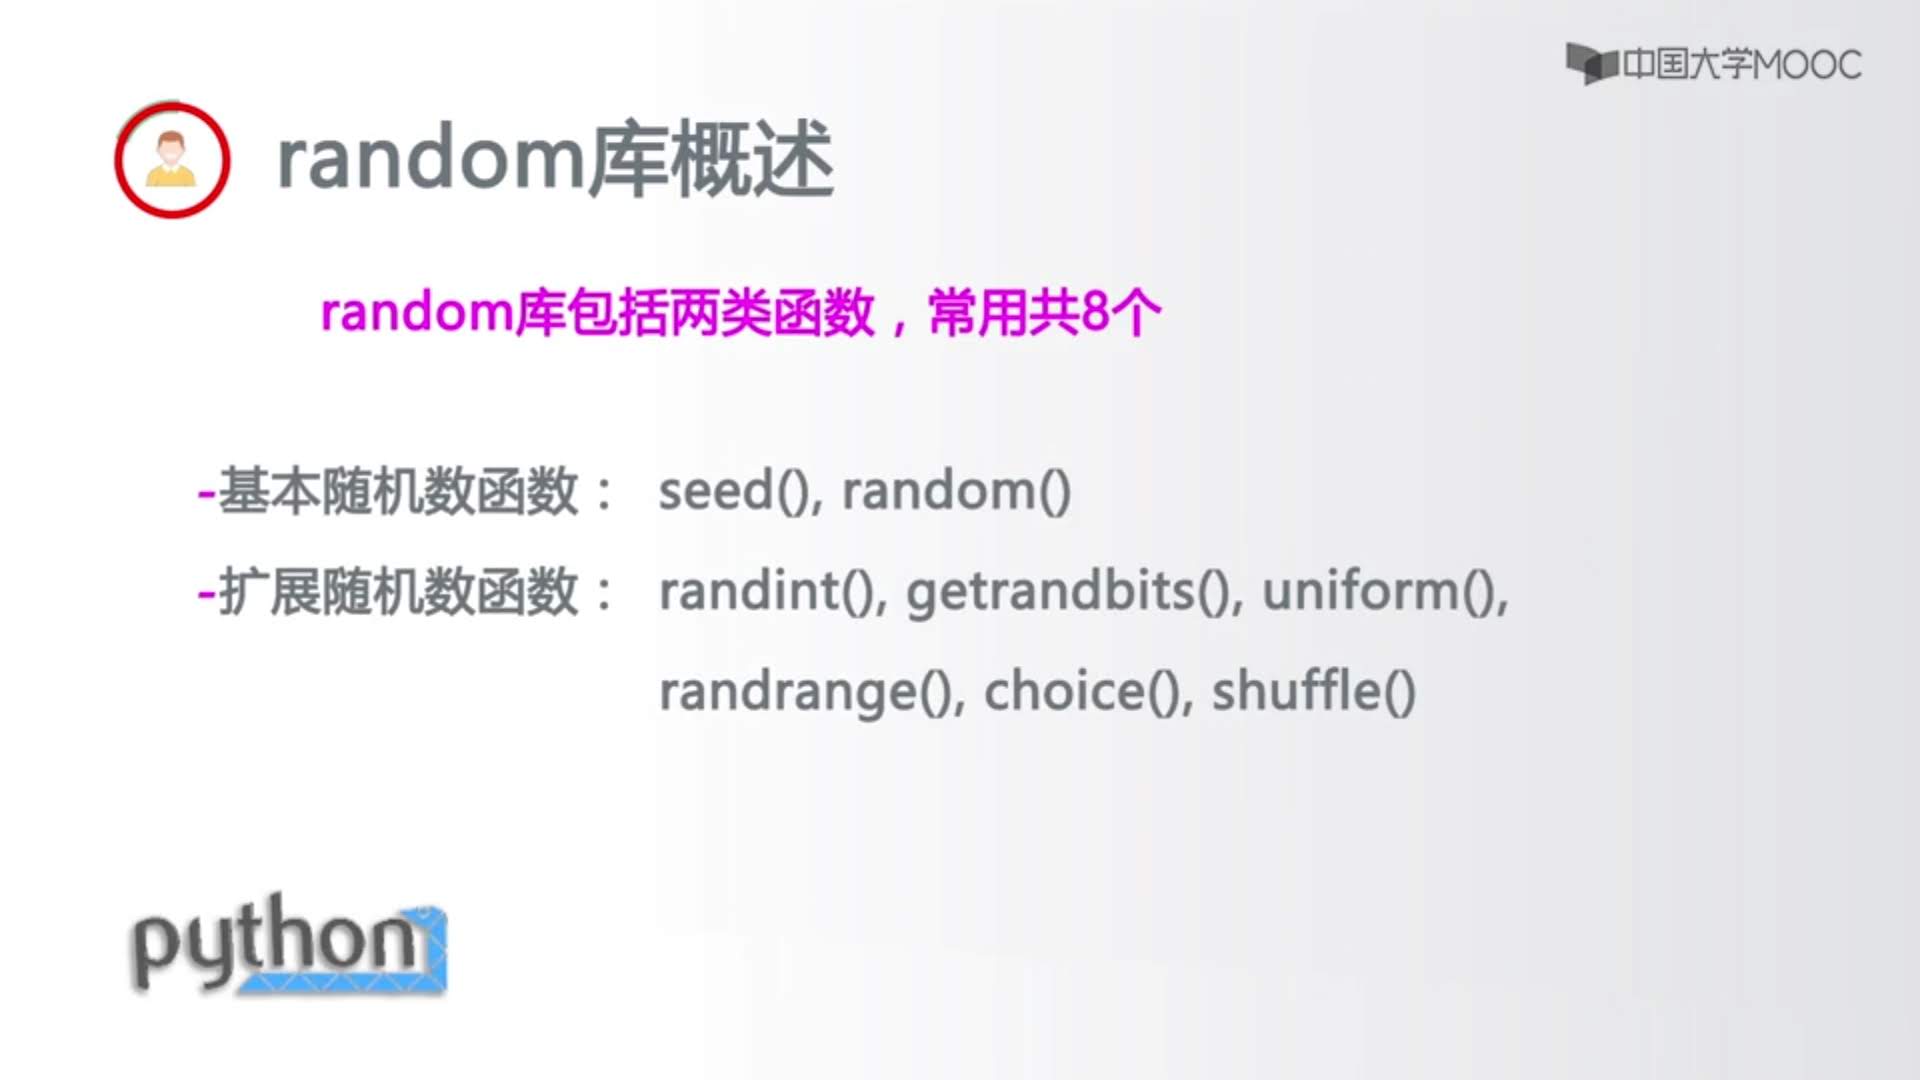 中国大学MOOC
random库概述
random库包括两类函数，常用共8个
-基本随机数函数： seed(), random()
-扩展随机数函数： randint(), getrandbits(), uniform(),
randrange(), choice(), shuffle()
python